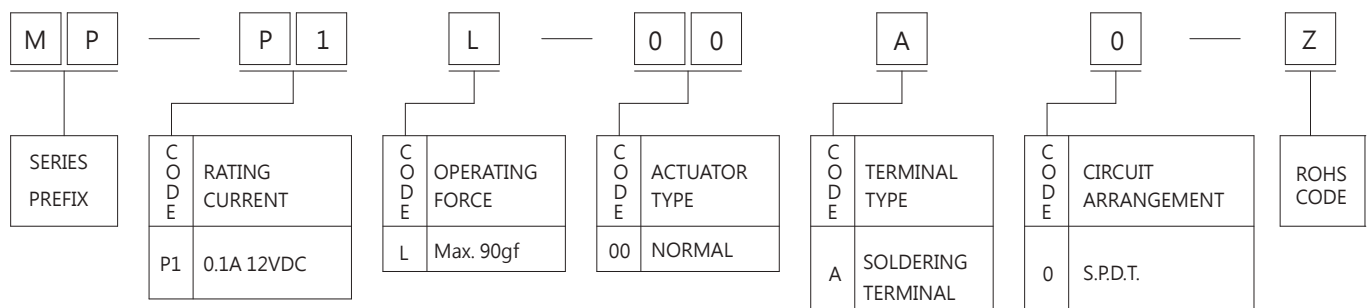 M P — P 1 L — 0 0 A 0 — Z
SERIES
PREFIX
CODE
RATING
CURRENT
P1 0.1A 12VDC
CODE
OPERATING
FORCE
L Max. 90gf
CODE
ACTUATOR
TYPE
00 NORMAL
CODE
TERMINAL
TYPE
A SOLDERING
TERMINAL
CODE
CIRCUIT
ARRANGEMENT
0 S.P.D.T.
ROHS
CODE